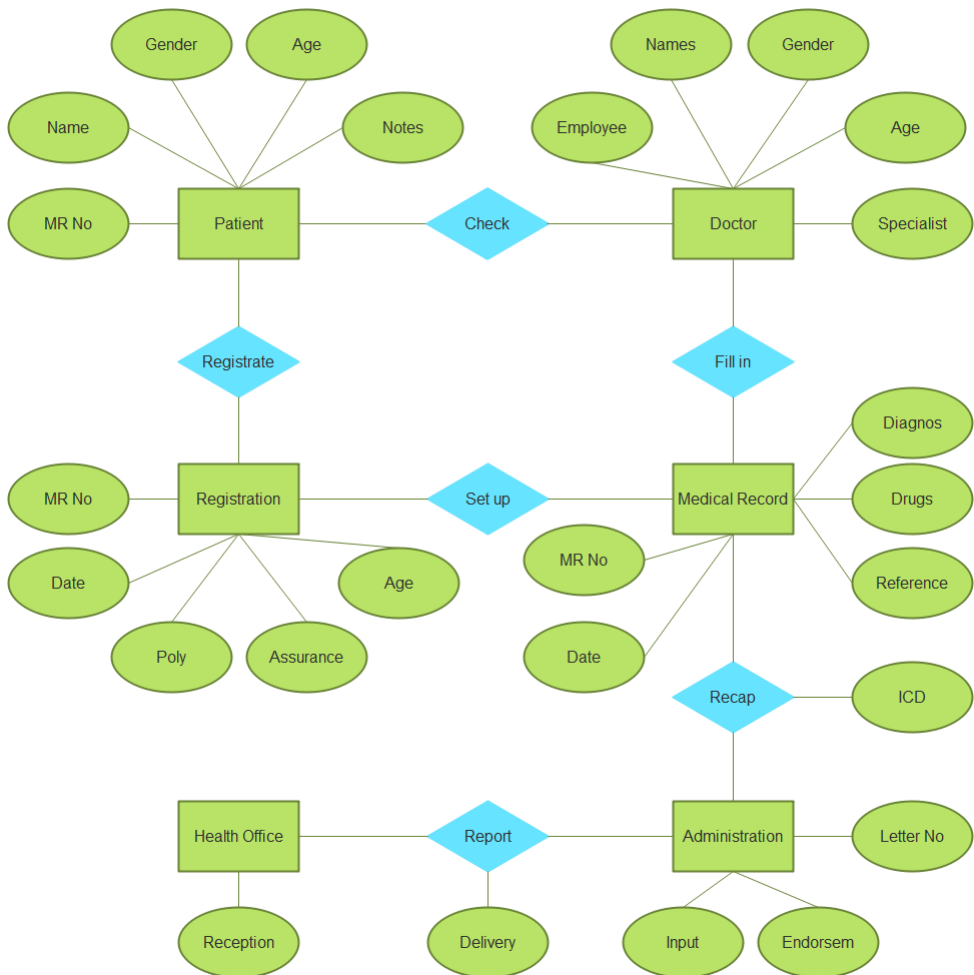 Gender
Age
Names
Gender
Name
Notes
Employee
Age
MR No
Patient
Check
Doctor
Specialist
Registrate
Fill in
Diagnos
MR No
Registration
Set up
Medical Record
Drugs
MR No
Date
Age
Reference
Poly
Assurance
Date
Recap
ICD
Health Office
Report
Administration
Letter No
Reception
Delivery
Input
Endorsem